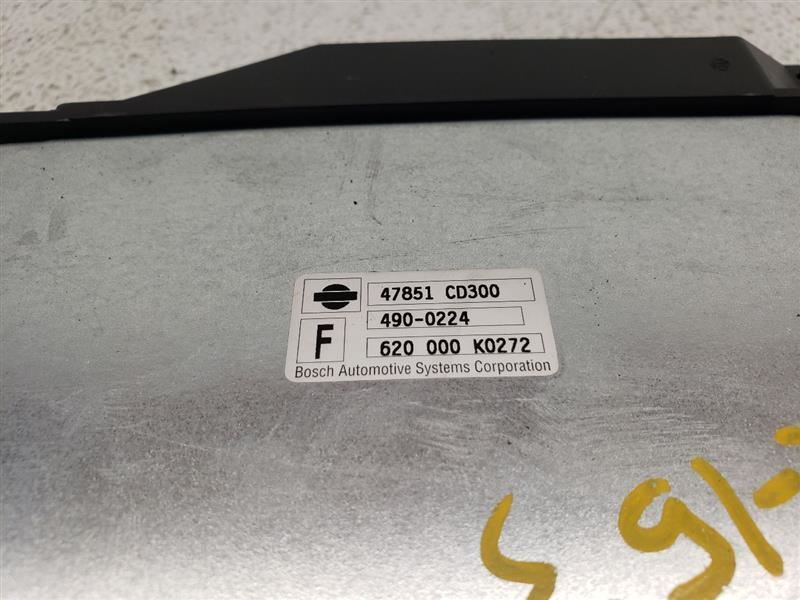 47851 CD300
490-0224
F
620 000 K0272
Bosch Automotive Systems Corporation